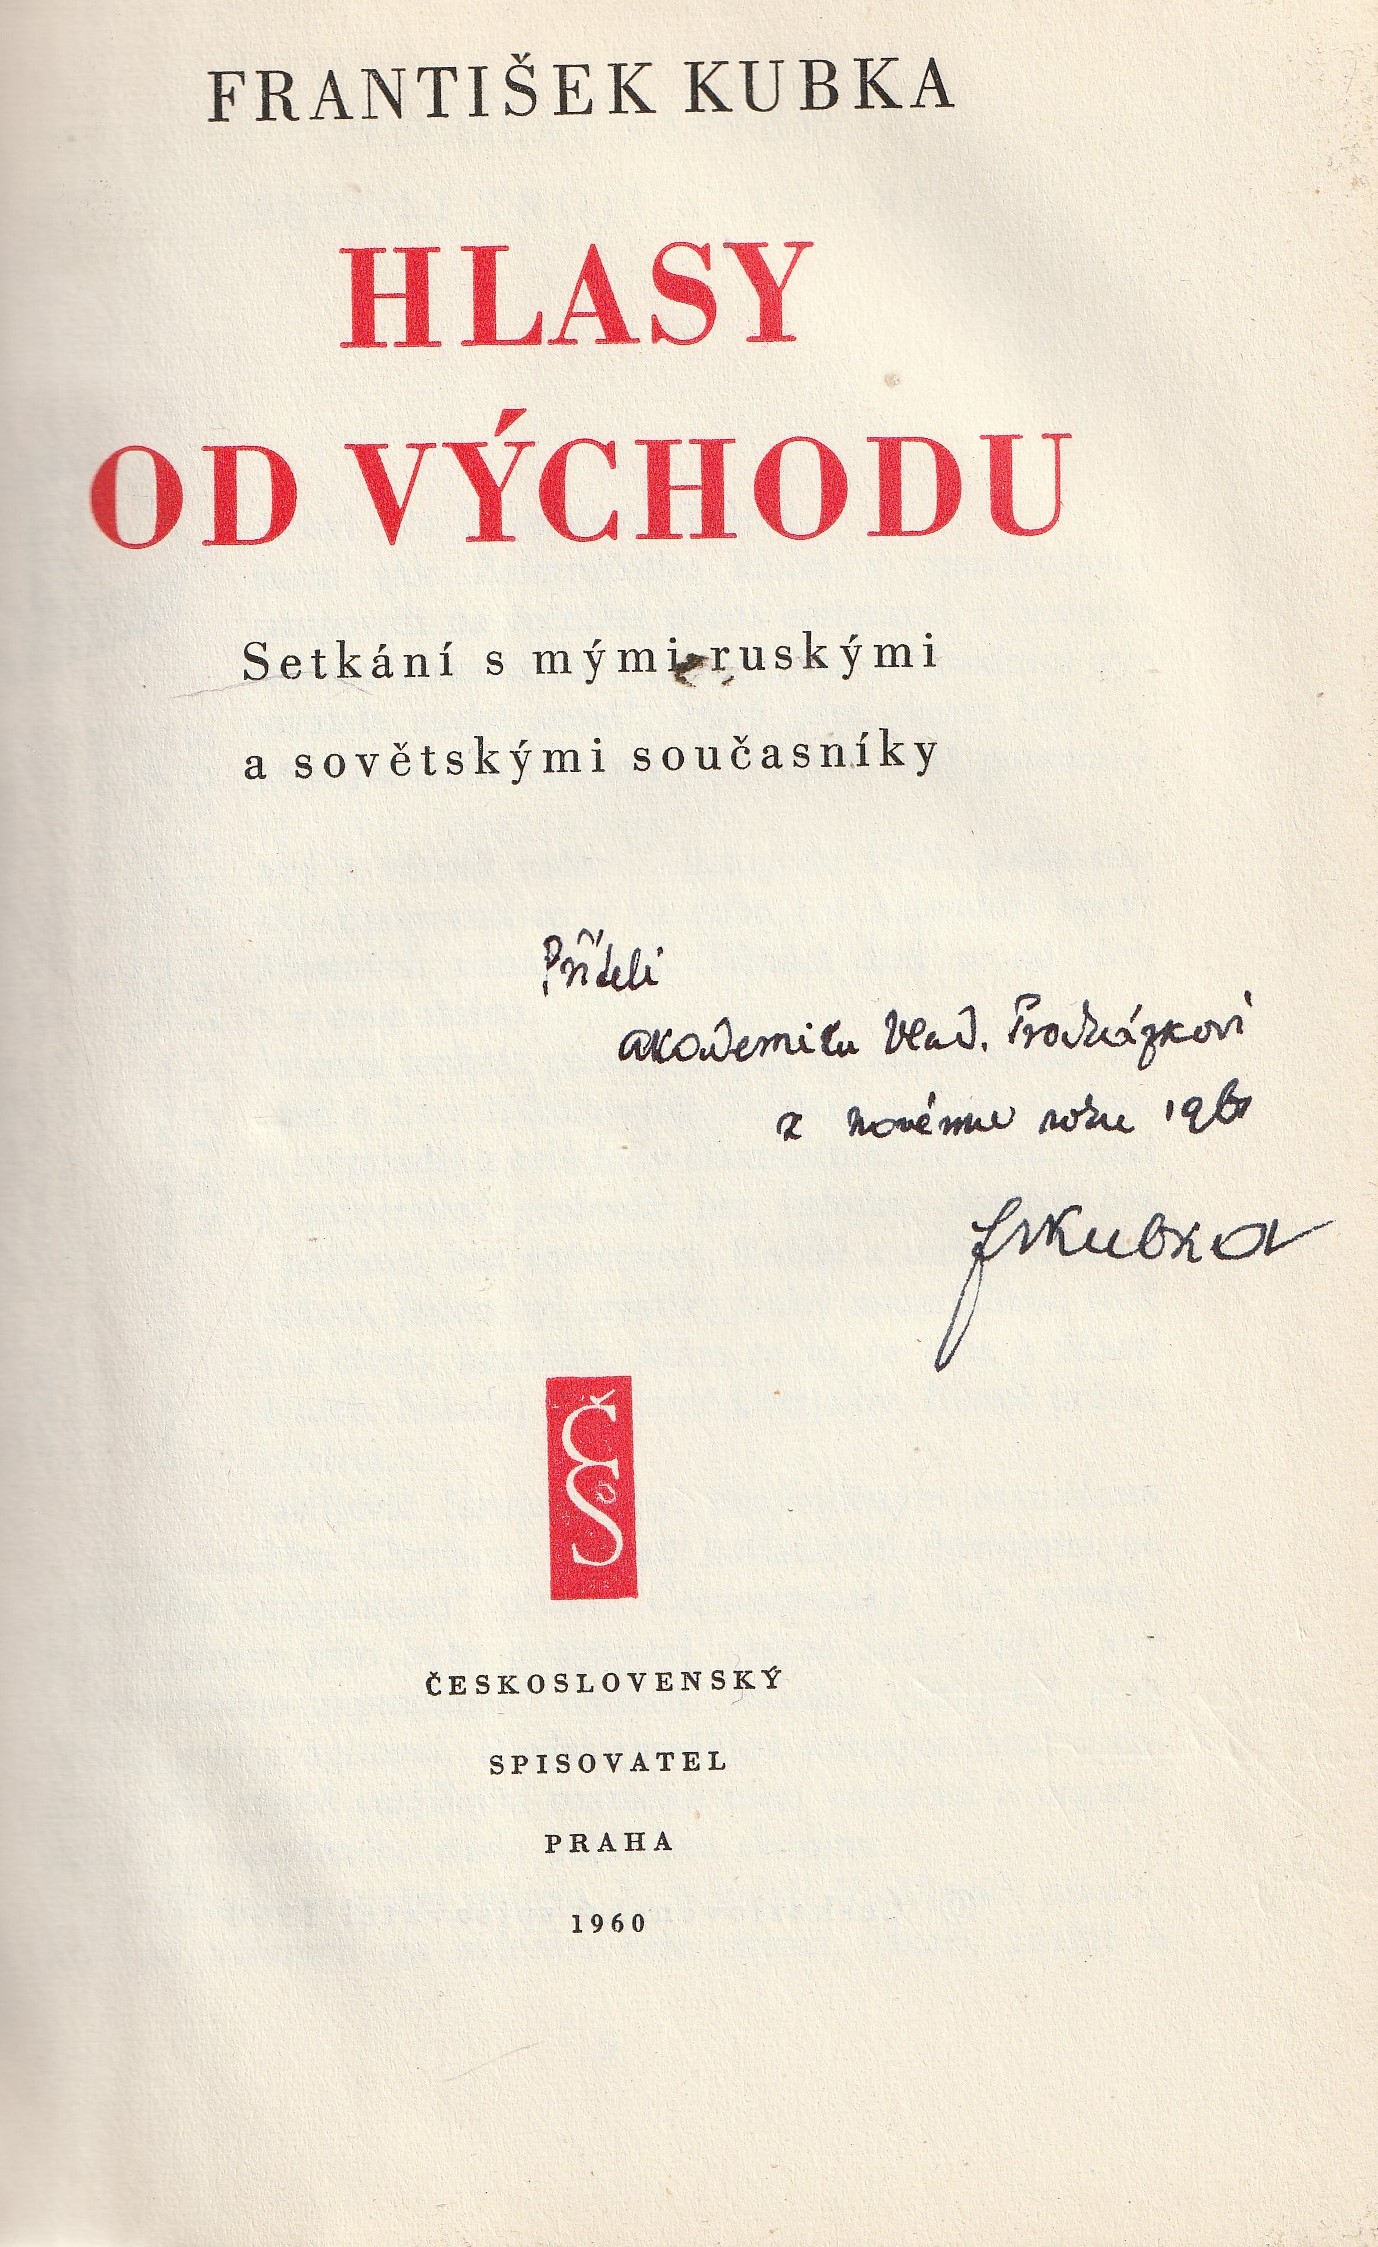 FRANTIŠEK KUBKA
HLASY
OD VÝCHODU
Setkání s mými ruskými
a sovětskými současníky
Příteli
akademiku Vlad. Procházkovi
k novému roku 1961
FrKubka
ČS
ČESKOSLOVENSKÝ
SPISOVATEL
PRAHA
1960